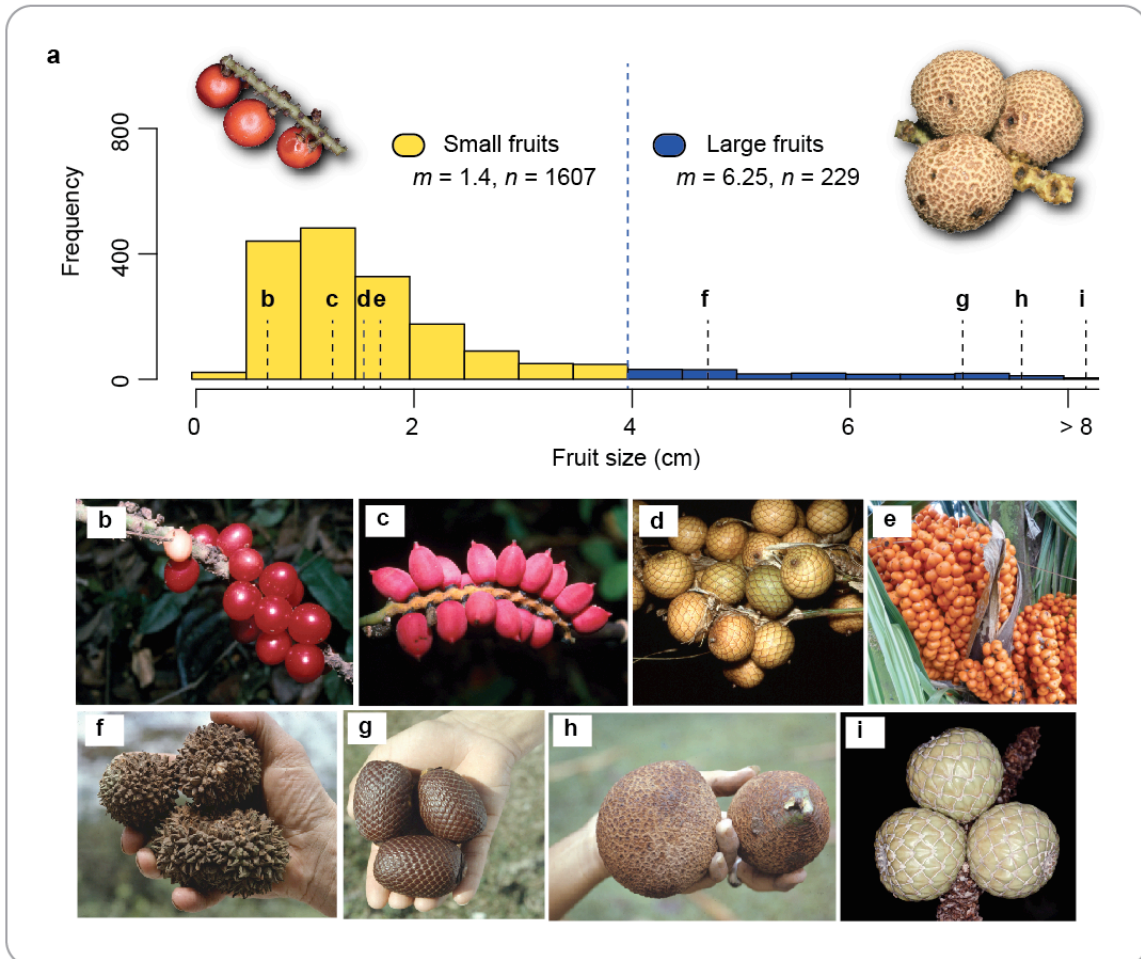 a
Small fruits
m = 1.4, n = 1607
Large fruits
m = 6.25, n = 229
Frequency
800
400
0
b
c
d
e
f
g
h
i
0
2
4
6
> 8
Fruit size (cm)
b
c
d
e
f
g
h
i